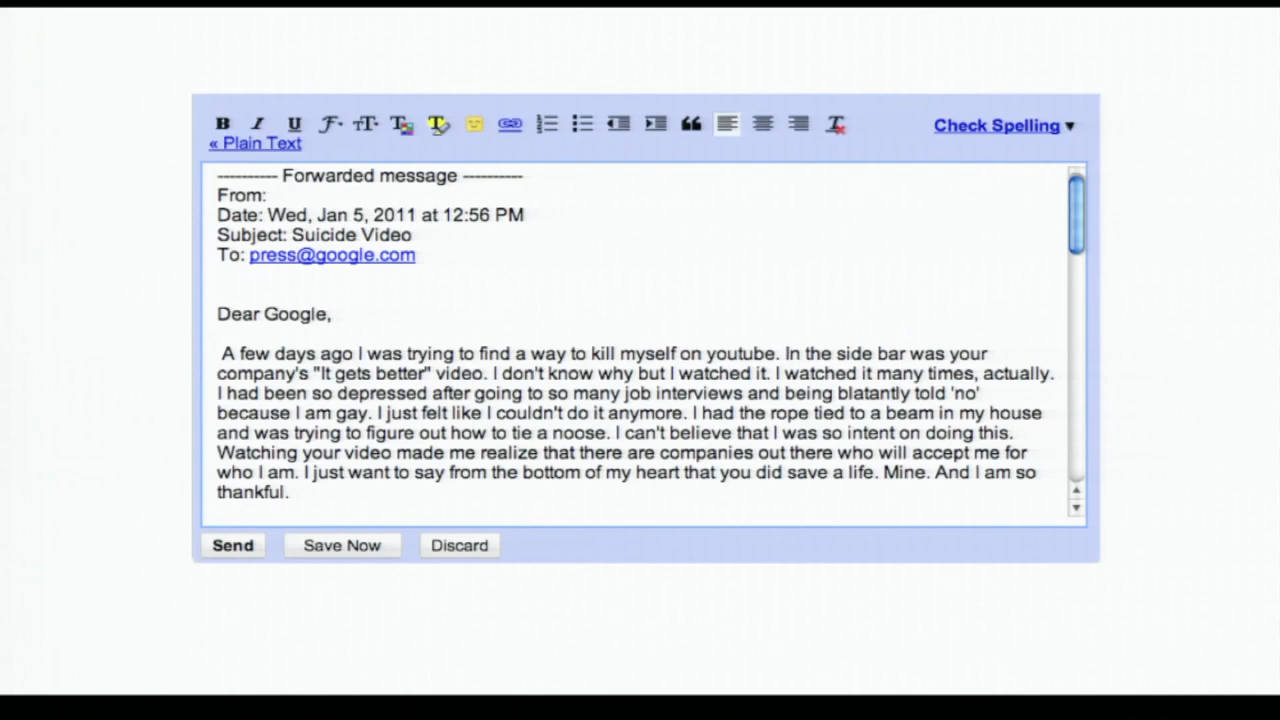 B I U
Check Spelling
« Plain Text
---------- Forwarded message ----------
From:
Date: Wed, Jan 5, 2011 at 12:56 PM
Subject: Suicide Video
To: press@google.com
Dear Google,
A few days ago I was trying to find a way to kill myself on youtube. In the side bar was your
company's "It gets better" video. I don't know why but I watched it. I watched it many times, actually.
I had been so depressed after going to so many job interviews and being blatantly told 'no'
because I am gay. I just felt like I couldn't do it anymore. I had the rope tied to a beam in my house
and was trying to figure out how to tie a noose. I can't believe that I was so intent on doing this.
Watching your video made me realize that there are companies out there who will accept me for
who I am. I just want to say from the bottom of my heart that you did save a life. Mine. And I am so
thankful.
Send Save Now Discard